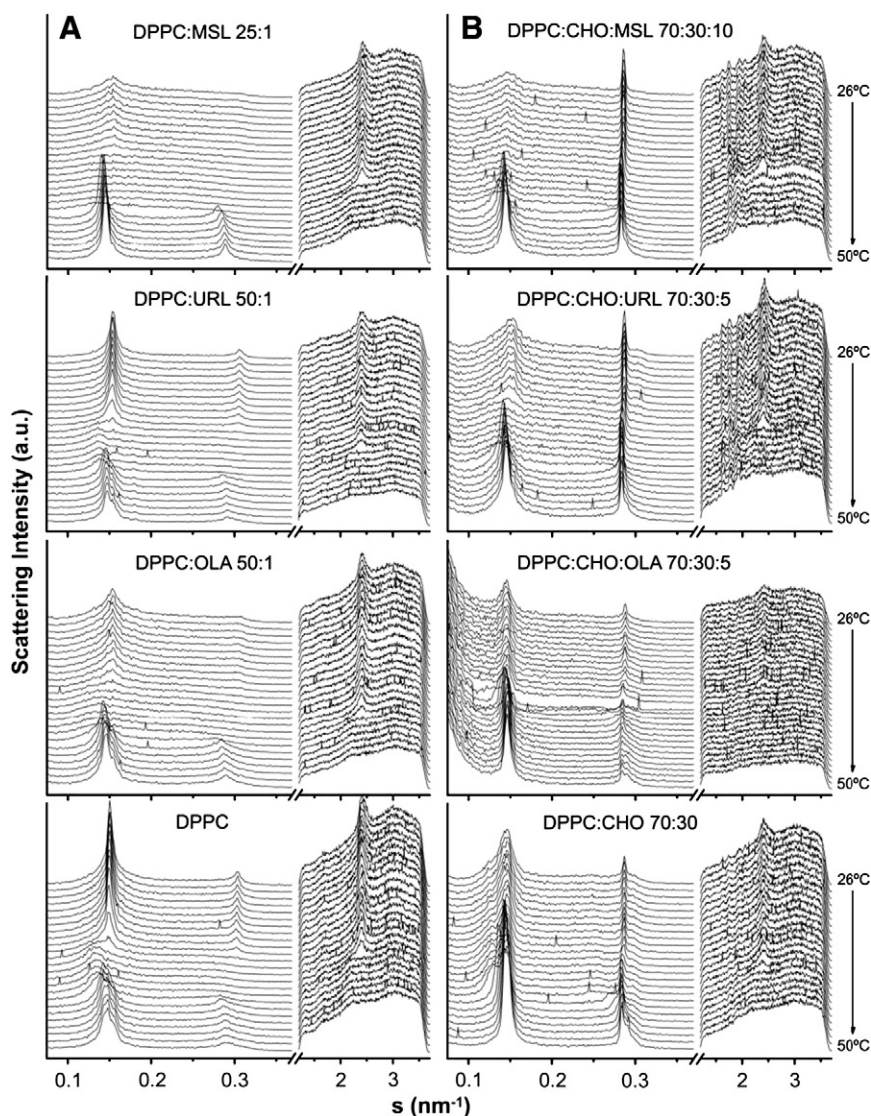 A
DPPC:MSL 25:1
B
DPPC:CHO:MSL 70:30:10
26ºC
50ºC
DPPC:URL 50:1
DPPC:CHO:URL 70:30:5
26ºC
50ºC
DPPC:OLA 50:1
DPPC:CHO:OLA 70:30:5
26ºC
50ºC
DPPC
DPPC:CHO 70:30
26ºC
50ºC
Scattering Intensity (a.u.)
0.1 0.2 0.3 2 3 0.1 0.2 0.3 2 3
s (nm⁻¹)